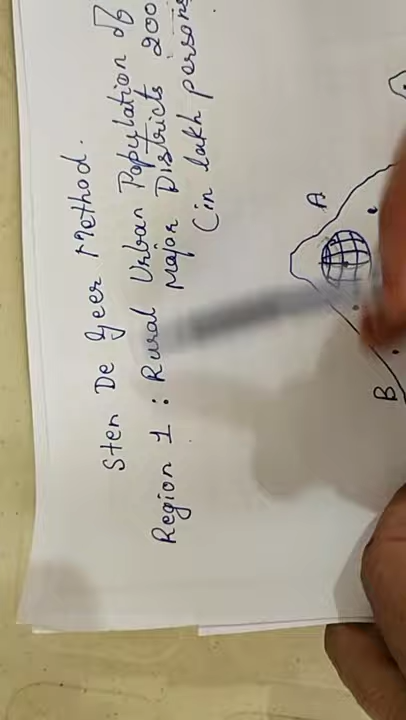 Sten De Geer Method.
Region 1 : Rural Urban Population of
Major Districts 200
(in lakh persons
A
B